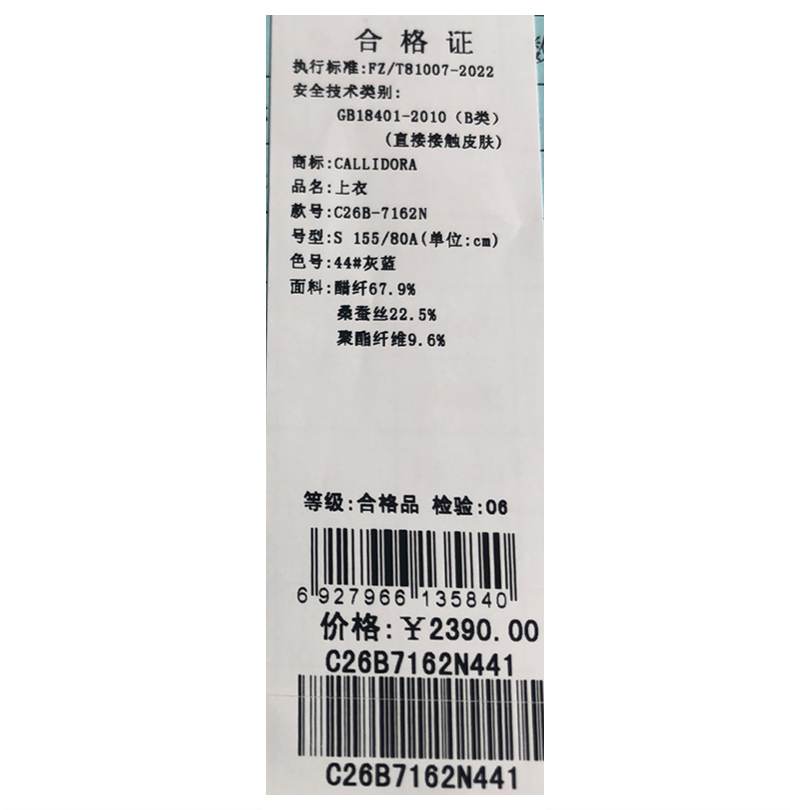 合格证
执行标准:FZ/T81007-2022
安全技术类别:
GB18401-2010（B类）
(直接接触皮肤)
商标:CALLIDORA
品名:上衣
款号:C26B-7162N
号型:S 155/80A(单位:cm)
色号:44#灰蓝
面料:醋纤67.9%
桑蚕丝22.5%
聚酯纤维9.6%
等级:合格品 检验:06
6 927966 135840
价格:￥2390.00
C26B7162N441
C26B7162N441